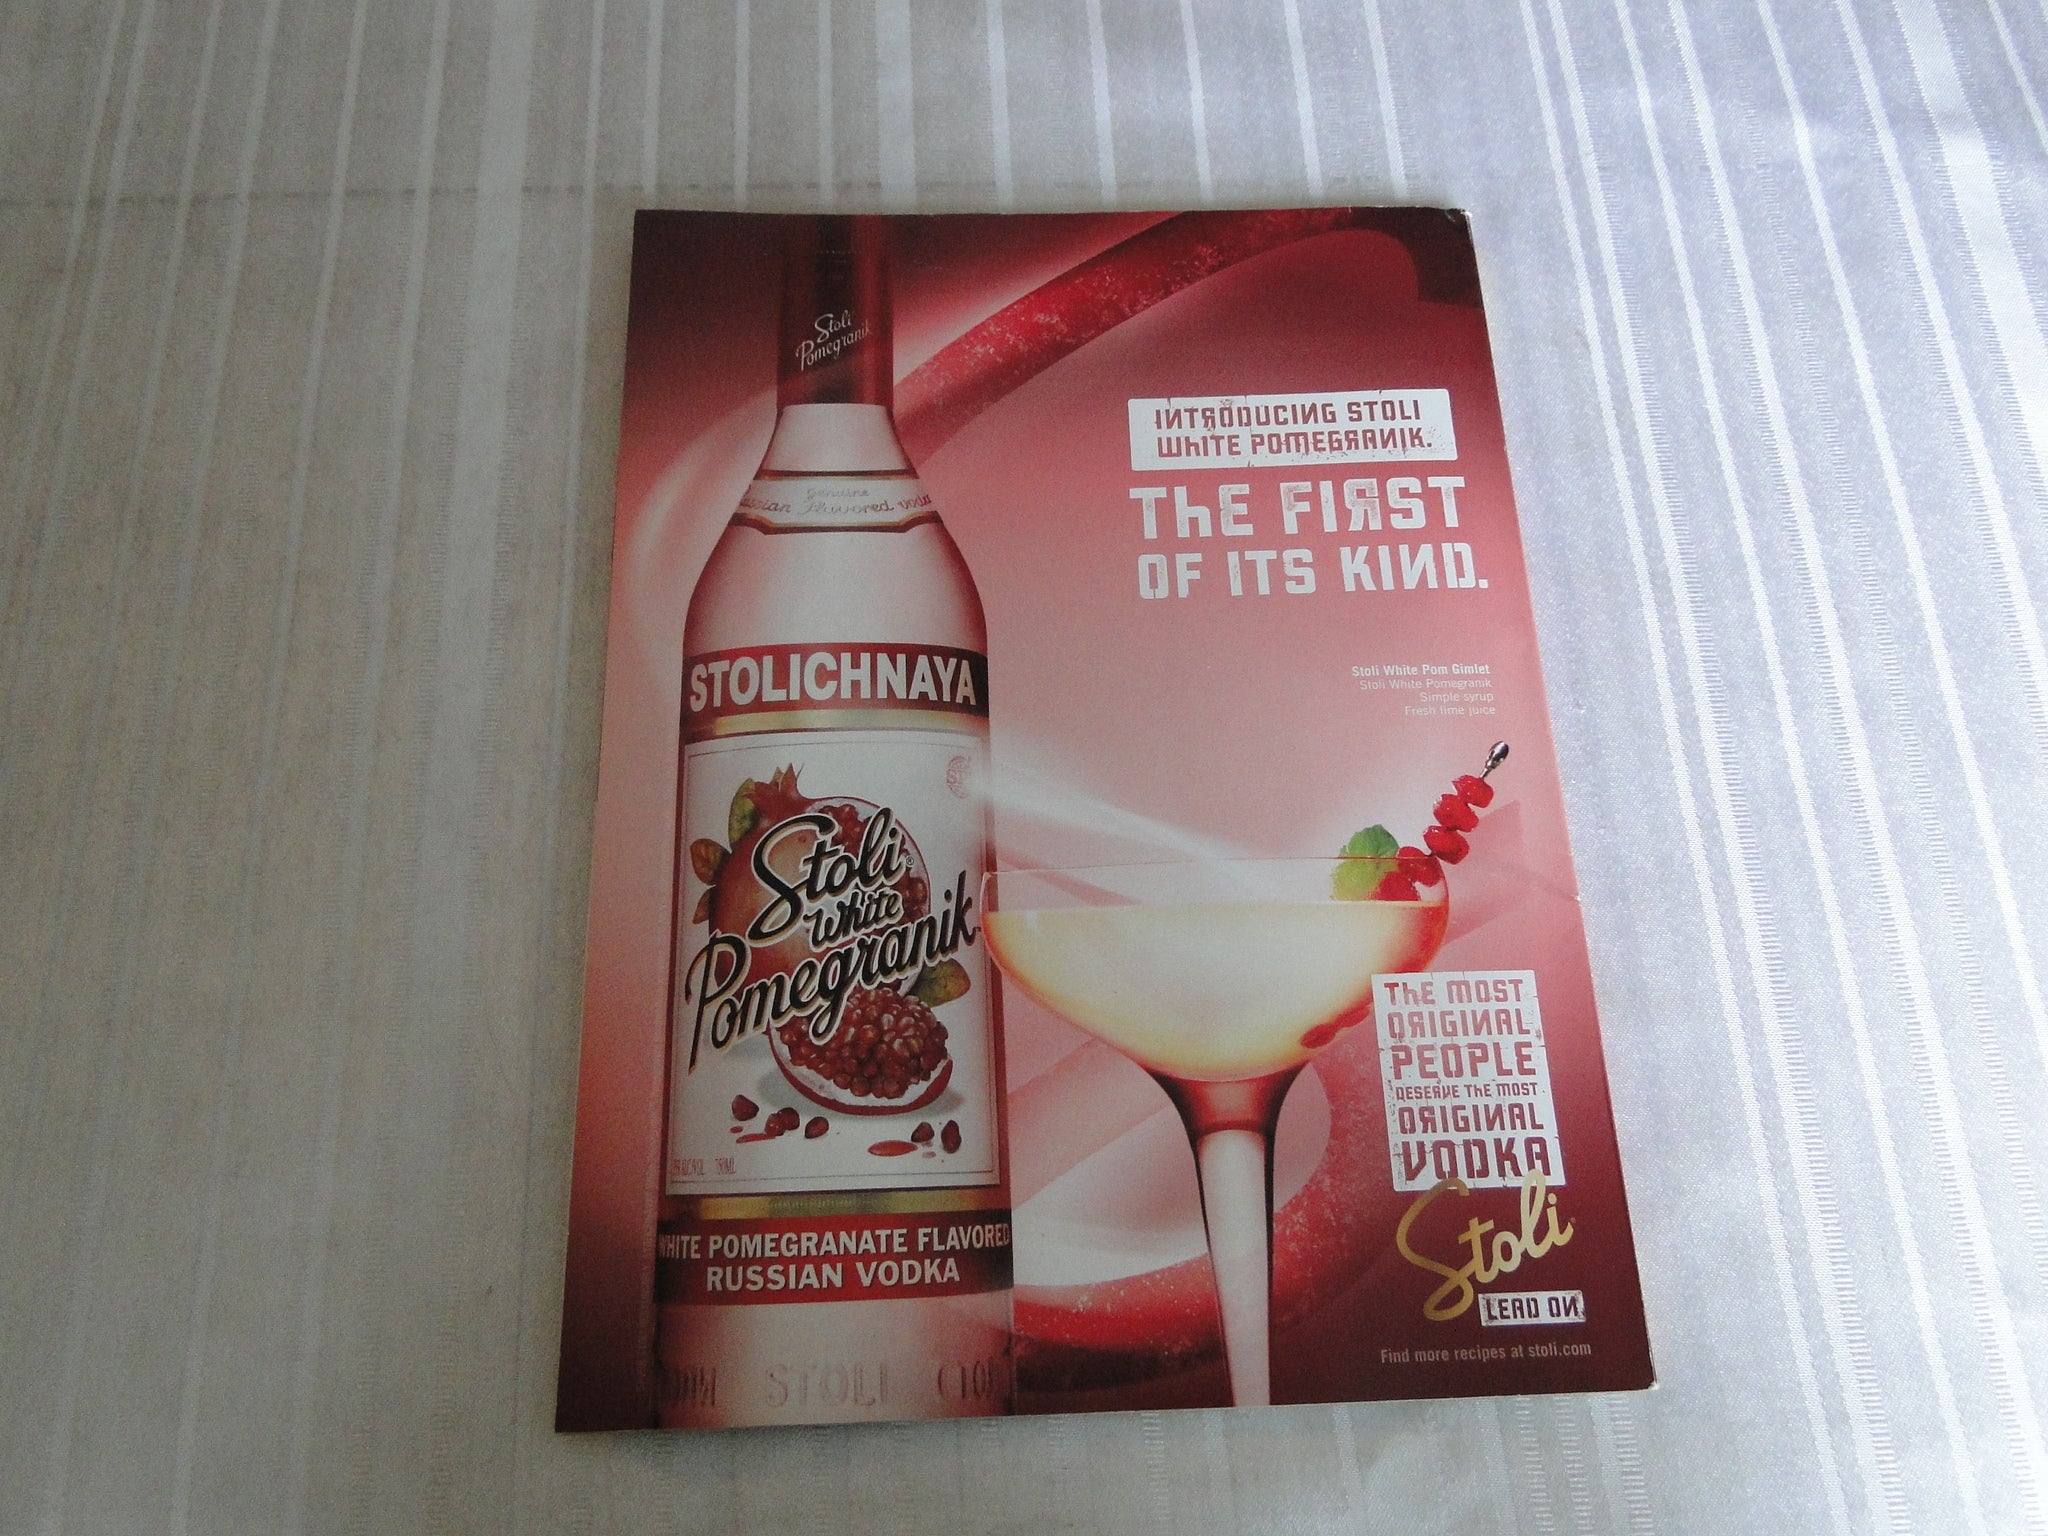 Stoli
Pomegranik
INTRODUCING STOLI
WhITE POMEGRANIK.
ThE FIRST
OF ITS KIND.
Genuine
Russian Flavored vodka
STOLICHNAYA
Stoli White Pom Gimlet
Stoli White Pomegranik
Simple syrup
Fresh lime juice
Stoli®
White
Pomegranik
750ML
WHITE POMEGRANATE FLAVORED
RUSSIAN VODKA
STOLI
ThE MOST
ORIGINAL
PEOPLE
DESERVE ThE MOST
ORIGINAL
VODKA
Stoli
LEAD ON
Find more recipes at stoli.com